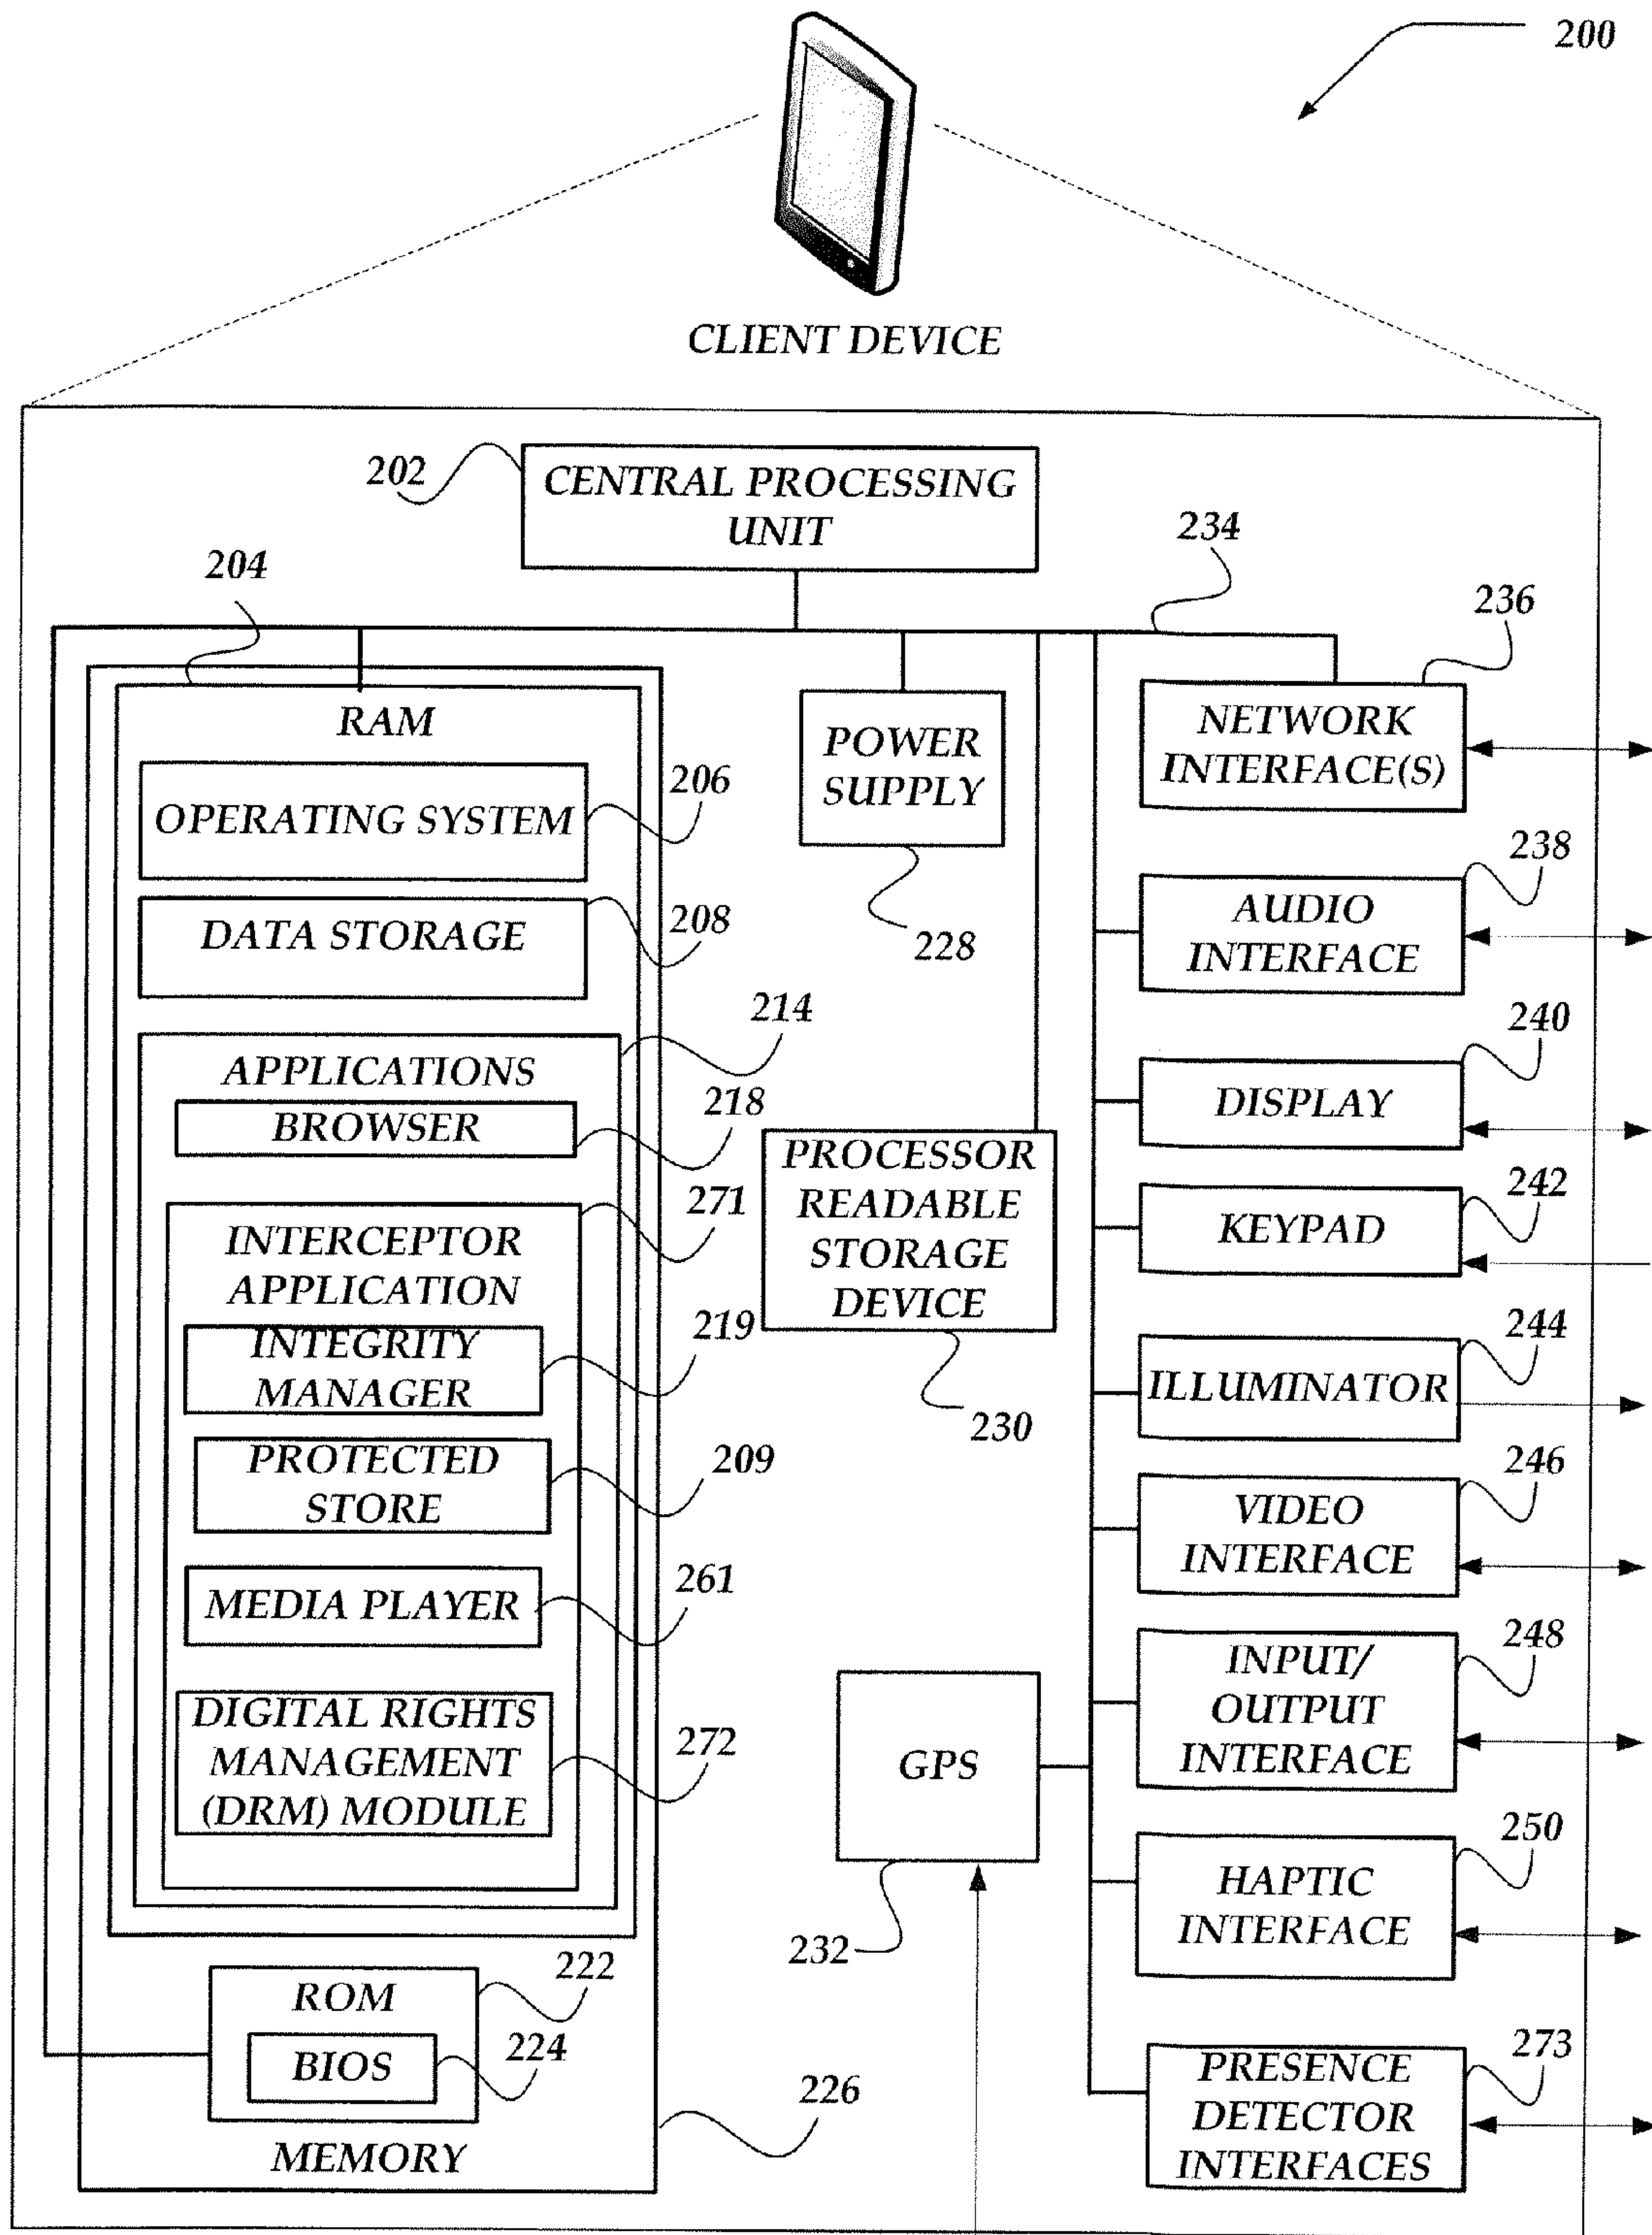 200
CLIENT DEVICE
202
CENTRAL PROCESSING
UNIT
234
204
236
RAM
206
OPERATING SYSTEM
208
DATA STORAGE
214
APPLICATIONS
218
BROWSER
271
INTERCEPTOR
APPLICATION
219
INTEGRITY
MANAGER
209
PROTECTED
STORE
261
MEDIA PLAYER
272
DIGITAL RIGHTS
MANAGEMENT
(DRM) MODULE
222
ROM
224
BIOS
226
MEMORY
POWER
SUPPLY
228
PROCESSOR
READABLE
STORAGE
DEVICE
230
GPS
232
NETWORK
INTERFACE(S)
238
AUDIO
INTERFACE
240
DISPLAY
242
KEYPAD
244
ILLUMINATOR
246
VIDEO
INTERFACE
248
INPUT/
OUTPUT
INTERFACE
250
HAPTIC
INTERFACE
273
PRESENCE
DETECTOR
INTERFACES